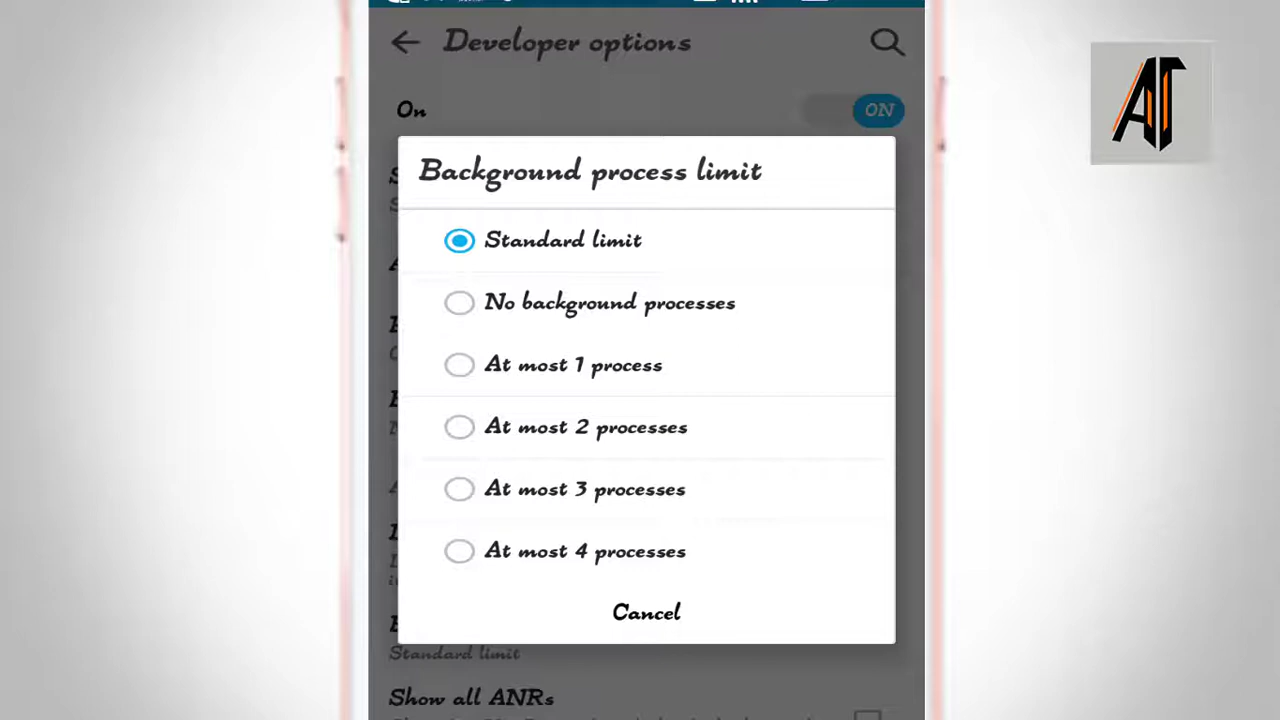 Developer options
On
ON
Background process limit
Standard limit
No background processes
At most 1 process
At most 2 processes
At most 3 processes
At most 4 processes
Cancel
Standard limit
Show all ANRs
AT